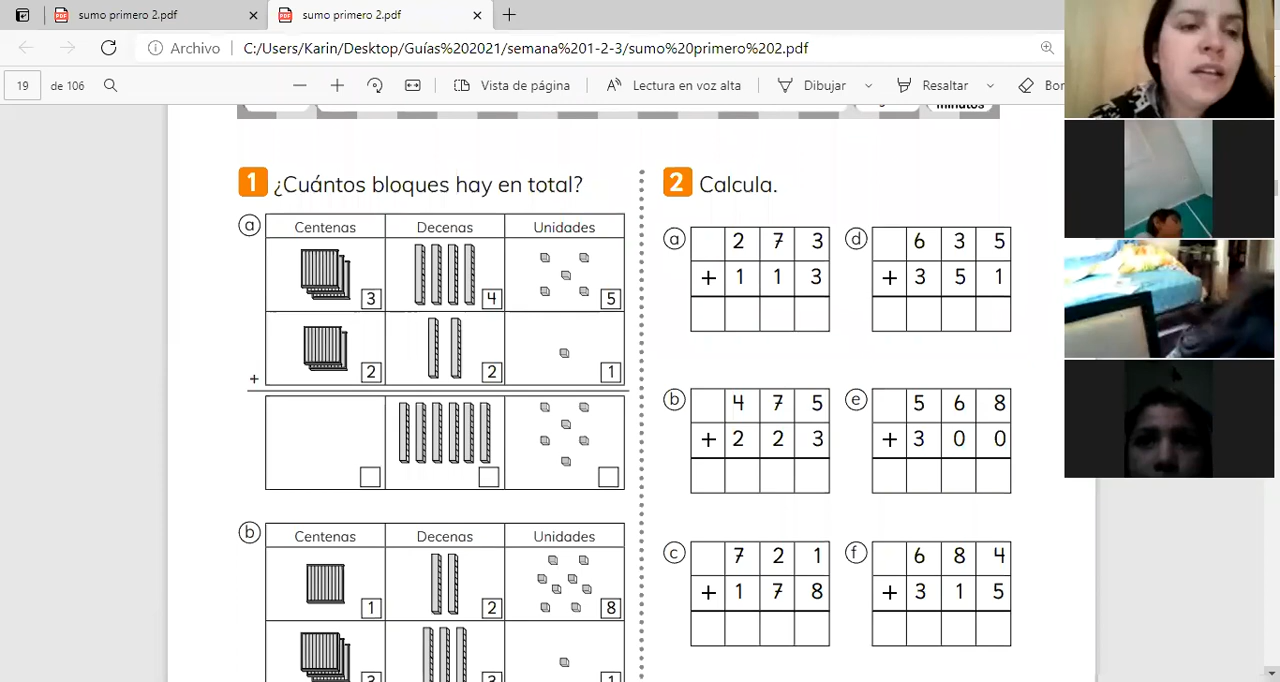 sumo primero 2.pdf
sumo primero 2.pdf
Archivo
C:/Users/Karin/Desktop/Guías%202021/semana%201-2-3/sumo%20primero%202.pdf
19 de 106
Vista de página
Lectura en voz alta
Dibujar
Resaltar
minutos
1 ¿Cuántos bloques hay en total?
a
Centenas Decenas Unidades
3 4 5
+ 2 2 1
b
Centenas Decenas Unidades
1 2 8
2 Calcula.
a 2 7 3
+ 1 1 3
b 4 7 5
+ 2 2 3
c 7 2 1
+ 1 7 8
d 6 3 5
+ 3 5 1
e 5 6 8
+ 3 0 0
f 6 8 4
+ 3 1 5